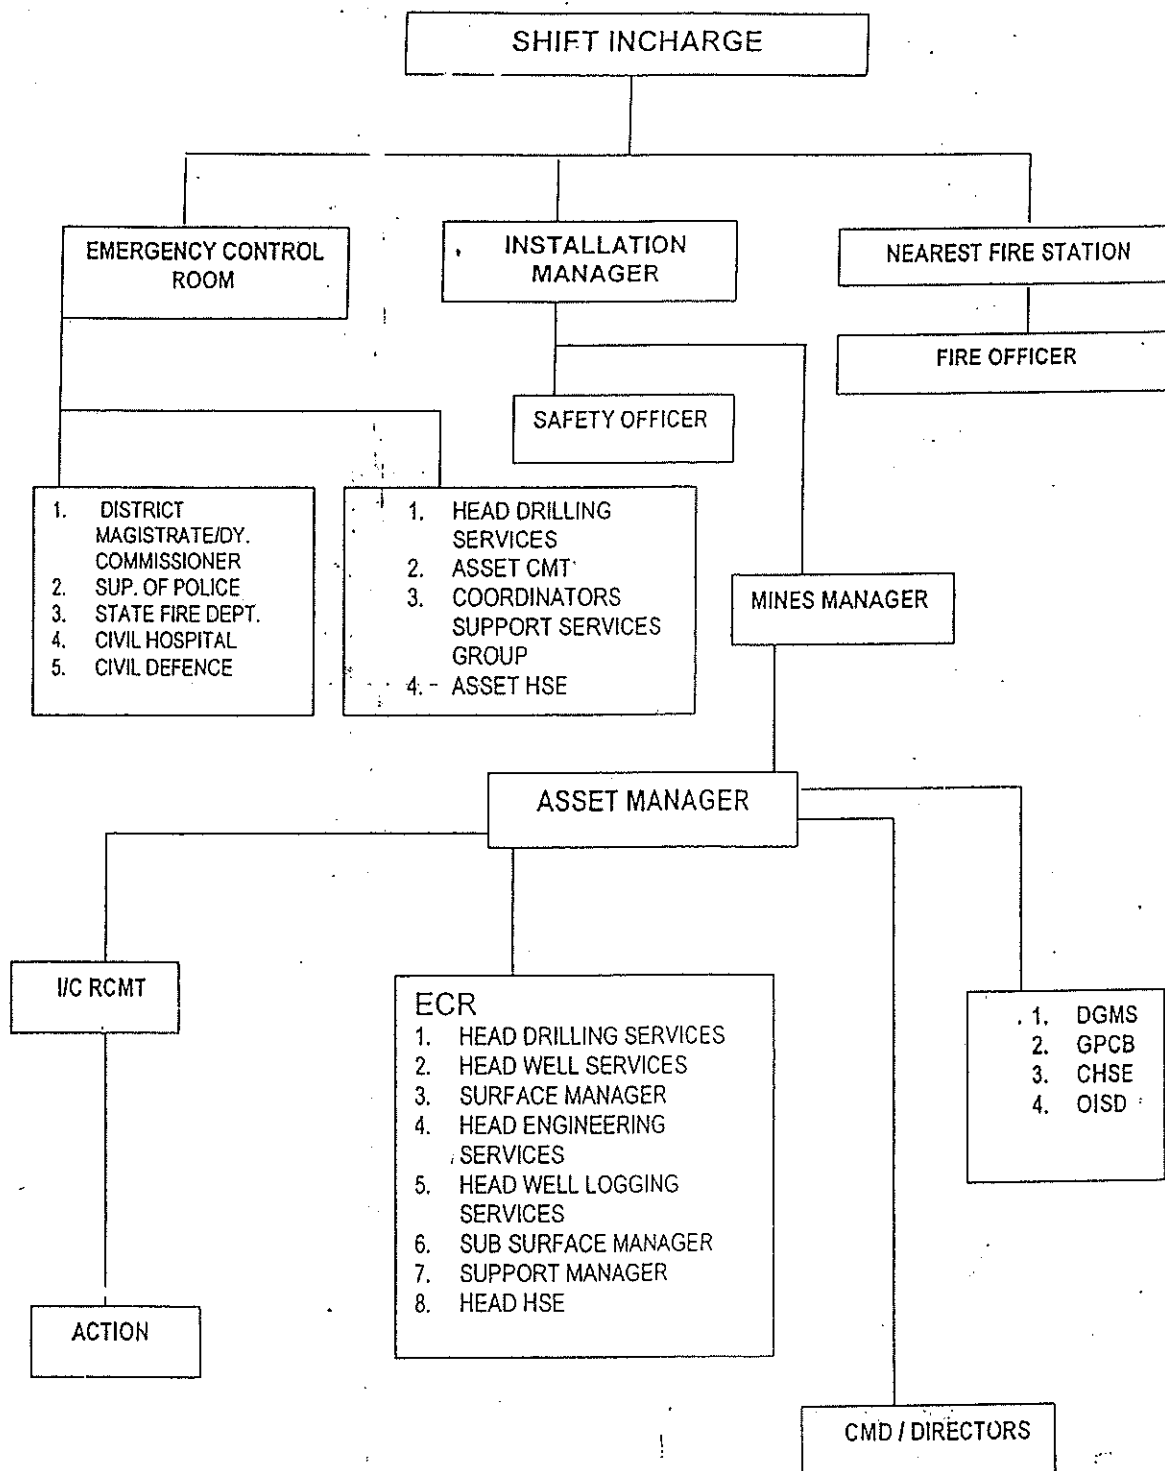 SHIFT INCHARGE
EMERGENCY CONTROL
ROOM
INSTALLATION
MANAGER
NEAREST FIRE STATION
FIRE OFFICER
SAFETY OFFICER
1. DISTRICT
MAGISTRATE/DY.
COMMISSIONER
2. SUP. OF POLICE
3. STATE FIRE DEPT.
4. CIVIL HOSPITAL
5. CIVIL DEFENCE
1. HEAD DRILLING
SERVICES
2. ASSET CMT
3. COORDINATORS
SUPPORT SERVICES
GROUP
4. ASSET HSE
MINES MANAGER
ASSET MANAGER
I/C RCMT
ECR
1. HEAD DRILLING SERVICES
2. HEAD WELL SERVICES
3. SURFACE MANAGER
4. HEAD ENGINEERING
SERVICES
5. HEAD WELL LOGGING
SERVICES
6. SUB SURFACE MANAGER
7. SUPPORT MANAGER
8. HEAD HSE
1. DGMS
2. GPCB
3. CHSE
4. OISD
ACTION
CMD / DIRECTORS